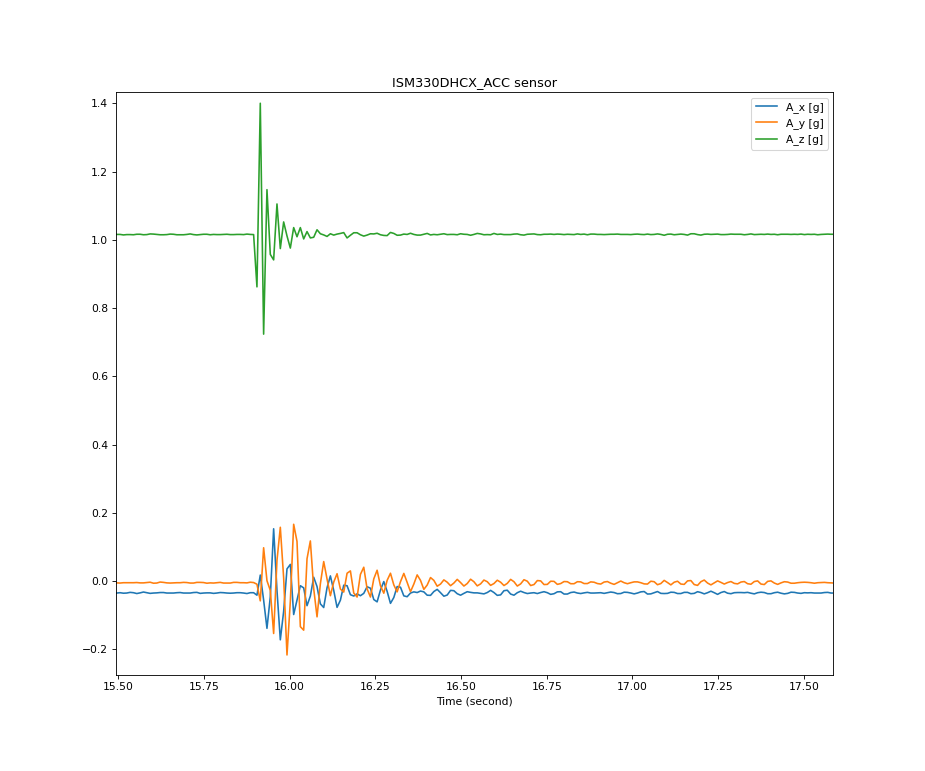 ISM330DHCX_ACC sensor
A_x [g]
A_y [g]
A_z [g]
1.4
1.2
1.0
0.8
0.6
0.4
0.2
0.0
−0.2
15.50 15.75 16.00 16.25 16.50 16.75 17.00 17.25 17.50
Time (second)